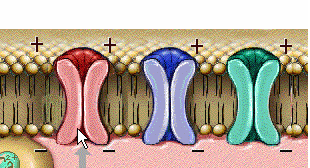 + + + +
− − − −